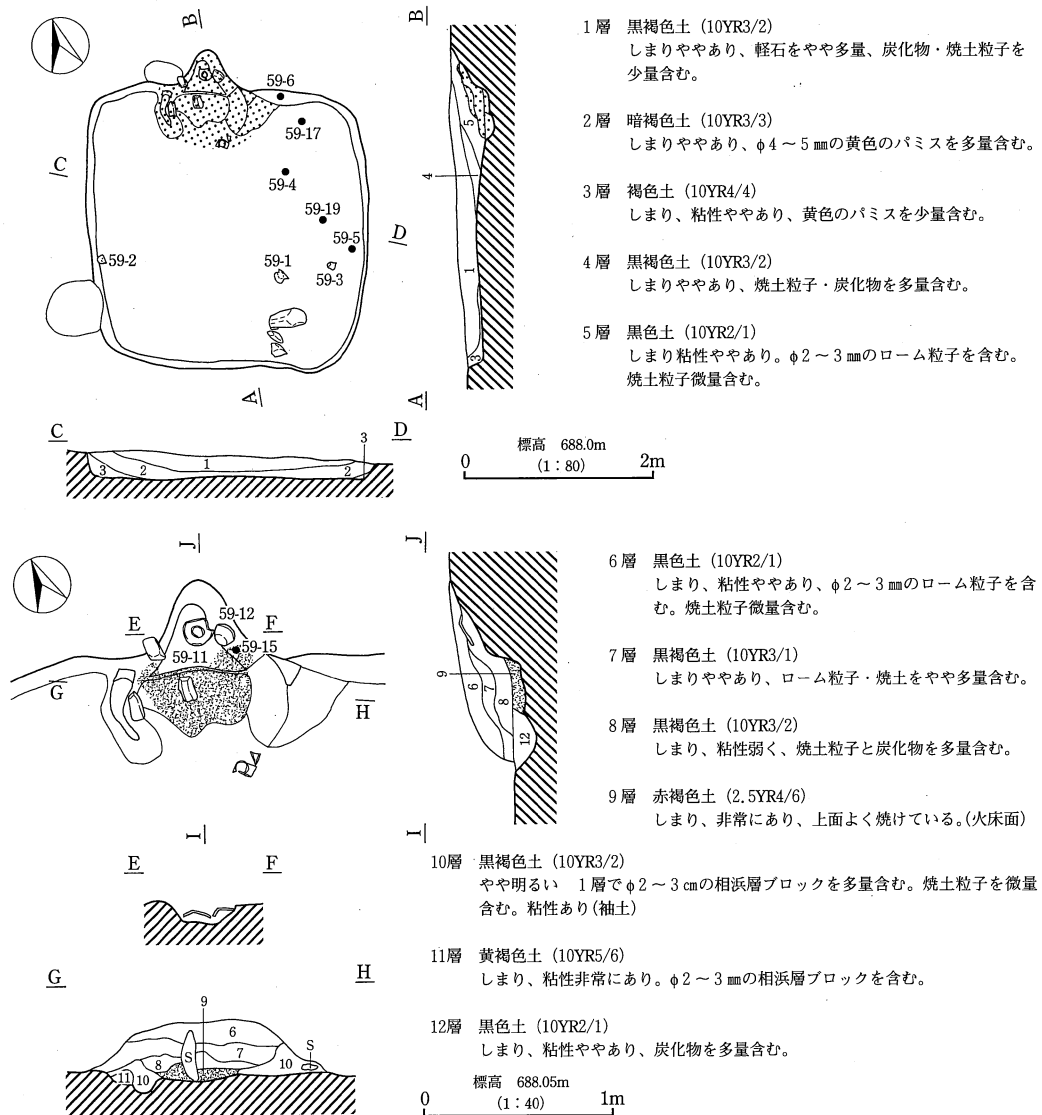 B
59-6
59-17
C
59-4
59-19
D
59-5
59-2
59-1
59-3
A
B
5
4
1
3
A
1層 黒褐色土 (10YR3/2)
しまりややあり、軽石をやや多量、炭化物・焼土粒子を
少量含む。
2層 暗褐色土 (10YR3/3)
しまりややあり、φ4～5㎜の黄色のパミスを多量含む。
3層 褐色土 (10YR4/4)
しまり、粘性ややあり、黄色のパミスを少量含む。
4層 黒褐色土 (10YR3/2)
しまりややあり、焼土粒子・炭化物を多量含む。
5層 黒色土 (10YR2/1)
しまり粘性ややあり。φ2～3㎜のローム粒子を含む。
焼土粒子微量含む。
C
D
3
1
3
2
2
標高 688.0m
0
(1：80)
2m
J
E
F
59-12
59-15
59-11
G
H
I
J
9
6
7
8
12
I
6層 黒色土 (10YR2/1)
しまり、粘性ややあり、φ2～3㎜のローム粒子を含
む。焼土粒子微量含む。
7層 黒褐色土 (10YR3/1)
しまりややあり、ローム粒子・焼土をやや多量含む。
8層 黒褐色土 (10YR3/2)
しまり、粘性弱く、焼土粒子と炭化物を多量含む。
9層 赤褐色土 (2.5YR4/6)
しまり、非常にあり、上面よく焼けている。(火床面)
E
F
10層 黒褐色土 (10YR3/2)
やや明るい 1層でφ2～3㎝の相浜層ブロックを多量含む。焼土粒子を微量
含む。粘性あり(袖土)
11層 黄褐色土 (10YR5/6)
しまり、粘性非常にあり。φ2～3㎜の相浜層ブロックを含む。
12層 黒色土 (10YR2/1)
しまり、粘性ややあり、炭化物を多量含む。
G
H
9
6
S
7
S
8
10
11
10
標高 688.05m
0
(1：40)
1m